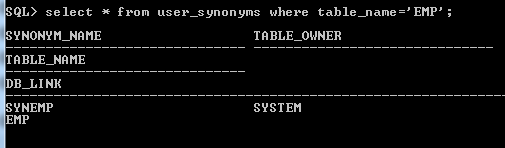 SQL> select * from user_synonyms where table_name='EMP';
SYNONYM_NAME TABLE_OWNER
------------------------------ ------------------------------
TABLE_NAME
------------------------------
DB_LINK
--------------------------------------------------------------------------------
SYNEMP SYSTEM
EMP